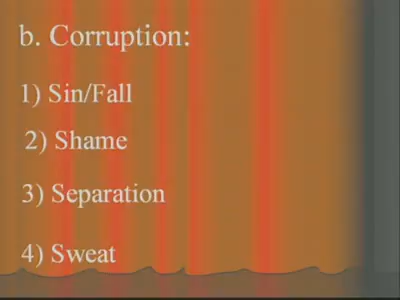 b. Corruption:
1) Sin/Fall
2) Shame
3) Separation
4) Sweat